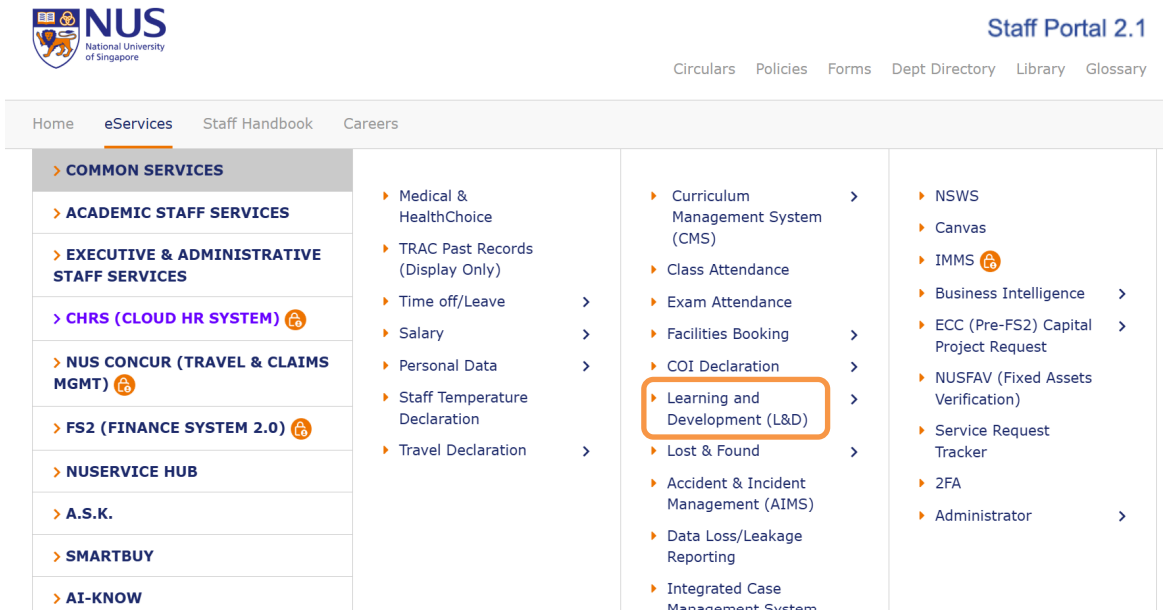 NUS
National University
of Singapore
Staff Portal 2.1
Circulars Policies Forms Dept Directory Library Glossary
Home eServices Staff Handbook Careers
COMMON SERVICES
ACADEMIC STAFF SERVICES
EXECUTIVE & ADMINISTRATIVE
STAFF SERVICES
CHRS (CLOUD HR SYSTEM)
NUS CONCUR (TRAVEL & CLAIMS
MGMT)
FS2 (FINANCE SYSTEM 2.0)
NUSERVICE HUB
A.S.K.
SMARTBUY
AI-KNOW
Medical &
HealthChoice
TRAC Past Records
(Display Only)
Time off/Leave
Salary
Personal Data
Staff Temperature
Declaration
Travel Declaration
Curriculum
Management System
(CMS)
Class Attendance
Exam Attendance
Facilities Booking
COI Declaration
Learning and
Development (L&D)
Lost & Found
Accident & Incident
Management (AIMS)
Data Loss/Leakage
Reporting
Integrated Case
Management System
NSWS
Canvas
IMMS
Business Intelligence
ECC (Pre-FS2) Capital
Project Request
NUSFAV (Fixed Assets
Verification)
Service Request
Tracker
2FA
Administrator